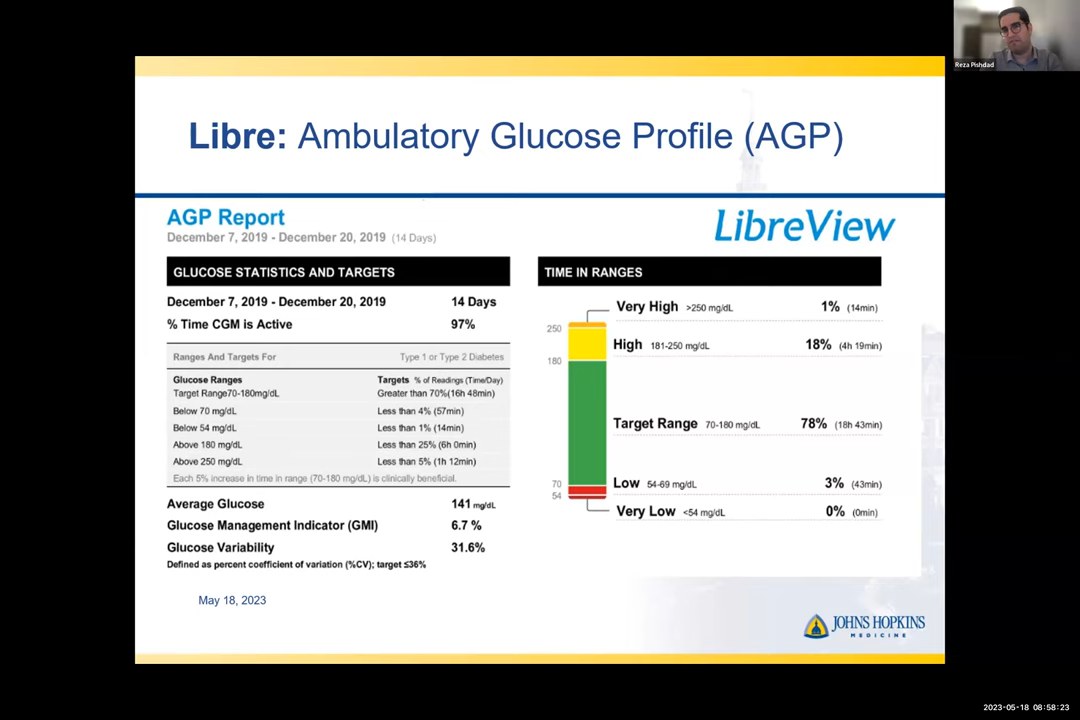 Reza Pishdad
Libre: Ambulatory Glucose Profile (AGP)
AGP Report
December 7, 2019 - December 20, 2019 (14 Days)
LibreView
GLUCOSE STATISTICS AND TARGETS
December 7, 2019 - December 20, 2019 14 Days
% Time CGM is Active 97%
Ranges And Targets For Type 1 or Type 2 Diabetes
Glucose Ranges Targets % of Readings (Time/Day)
Target Range70-180mg/dL Greater than 70%(16h 48min)
Below 70 mg/dL Less than 4% (57min)
Below 54 mg/dL Less than 1% (14min)
Above 180 mg/dL Less than 25% (6h 0min)
Above 250 mg/dL Less than 5% (1h 12min)
Each 5% increase in time in range (70-180 mg/dL) is clinically beneficial.
Average Glucose 141 mg/dL
Glucose Management Indicator (GMI) 6.7 %
Glucose Variability 31.6%
Defined as percent coefficient of variation (%CV); target ≤36%
TIME IN RANGES
Very High >250 mg/dL 1% (14min)
250
High 181-250 mg/dL 18% (4h 19min)
180
Target Range 70-180 mg/dL 78% (18h 43min)
70
Low 54-69 mg/dL 3% (43min)
54
Very Low <54 mg/dL 0% (0min)
May 18, 2023
JOHNS HOPKINS
MEDICINE
2023-05-18 08:58:23